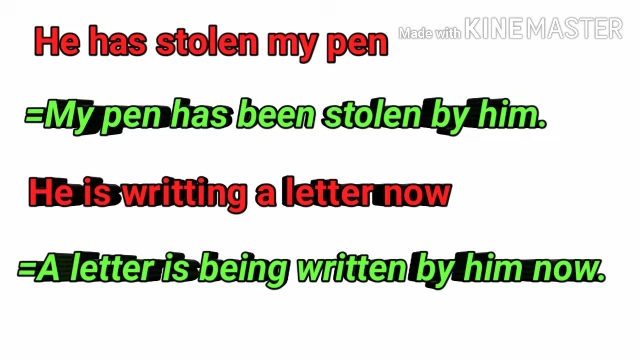 Made with KINEMASTER
He has stolen my pen
=My pen has been stolen by him.
He is writting a letter now
=A letter is being written by him now.